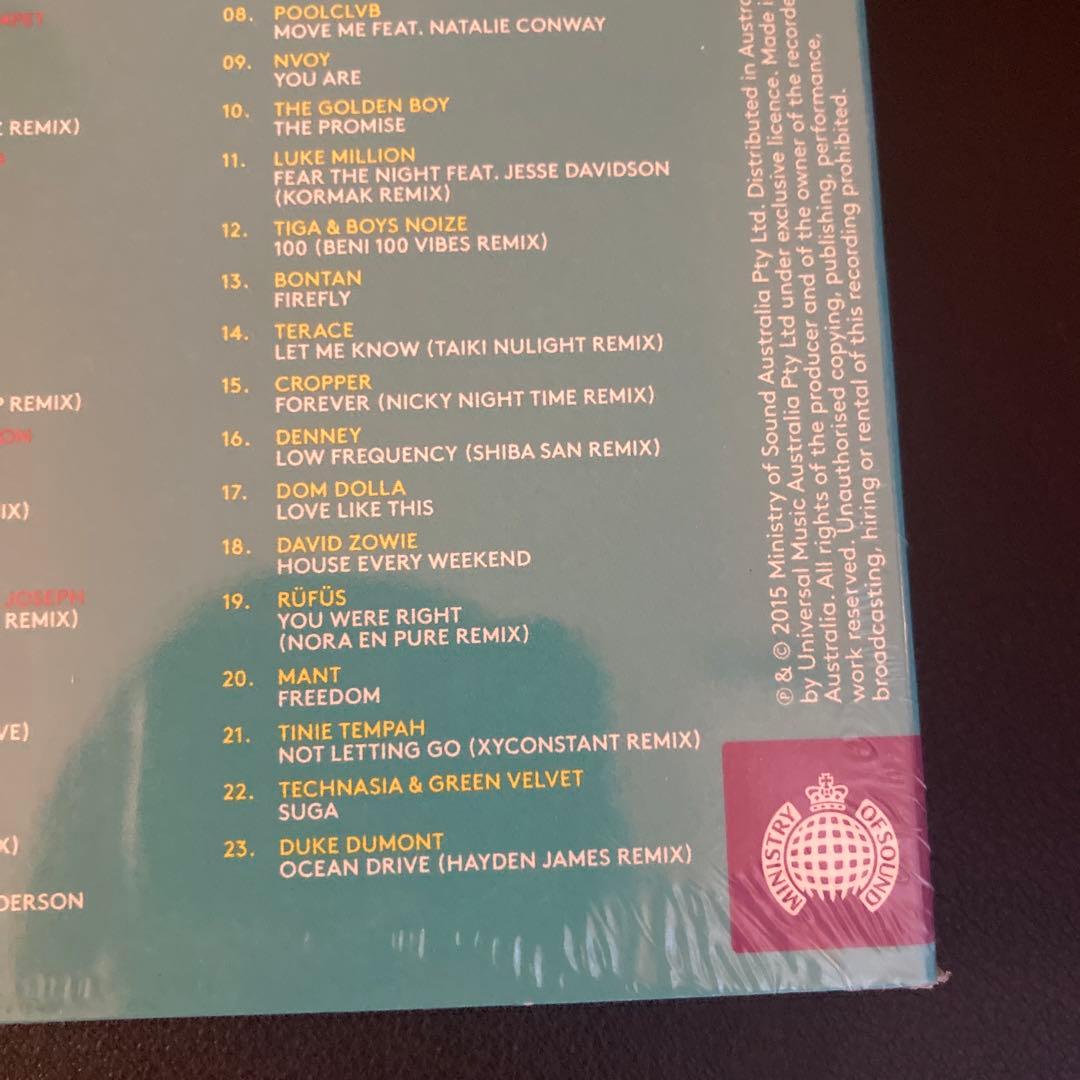 REMIX)
REMIX)
JOSEPH
REMIX)
DERSON
08. POOLCLVB
MOVE ME FEAT. NATALIE CONWAY
09. NVOY
YOU ARE
10. THE GOLDEN BOY
THE PROMISE
11. LUKE MILLION
FEAR THE NIGHT FEAT. JESSE DAVIDSON
(KORMAK REMIX)
12. TIGA & BOYS NOIZE
100 (BENI 100 VIBES REMIX)
13. BONTAN
FIREFLY
14. TERACE
LET ME KNOW (TAIKI NULIGHT REMIX)
15. CROPPER
FOREVER (NICKY NIGHT TIME REMIX)
16. DENNEY
LOW FREQUENCY (SHIBA SAN REMIX)
17. DOM DOLLA
LOVE LIKE THIS
18. DAVID ZOWIE
HOUSE EVERY WEEKEND
19. RÜFÜS
YOU WERE RIGHT
(NORA EN PURE REMIX)
20. MANT
FREEDOM
21. TINIE TEMPAH
NOT LETTING GO (XYCONSTANT REMIX)
22. TECHNASIA & GREEN VELVET
SUGA
23. DUKE DUMONT
OCEAN DRIVE (HAYDEN JAMES REMIX)
℗ & © 2015 Ministry of Sound Australia Pty Ltd. Distributed in Austra
by Universal Music Australia Pty Ltd under exclusive licence. Made i
Australia. All rights of the producer and of the owner of the recorde
work reserved. Unauthorised copying, publishing, performance,
broadcasting, hiring or rental of this recording prohibited.
MINISTRY OF SOUND